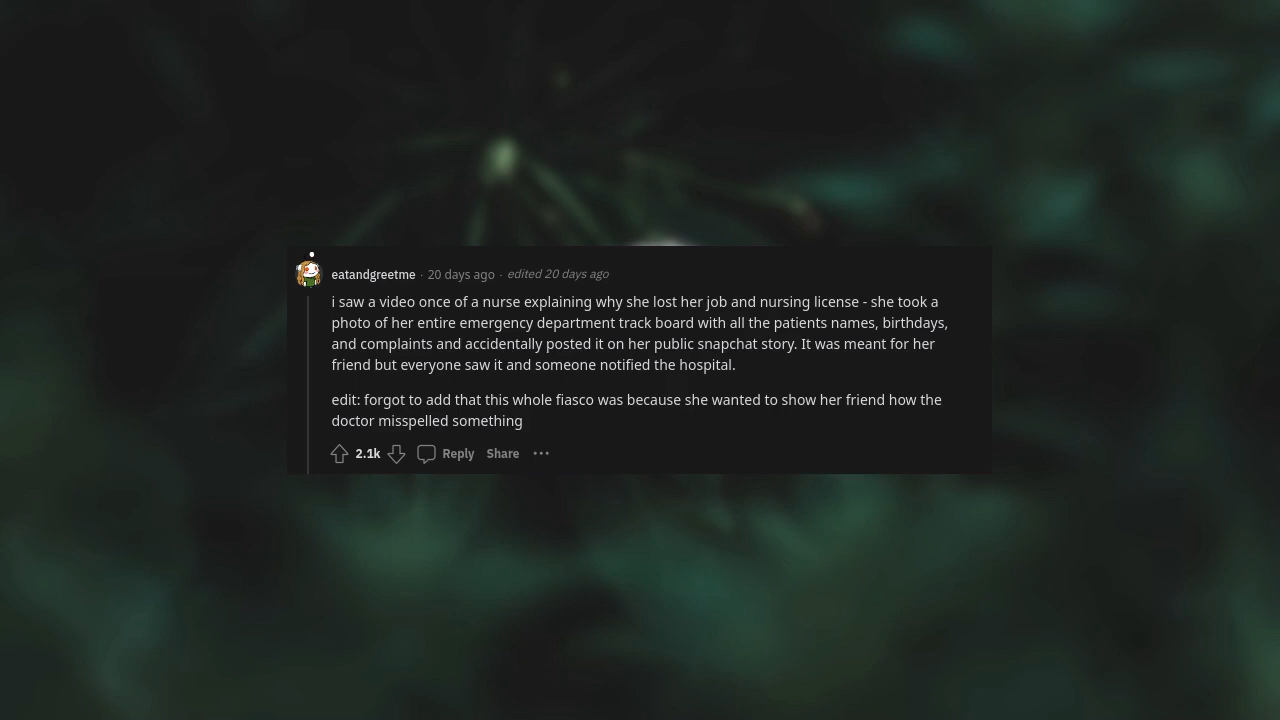 eatandgreetme · 20 days ago · edited 20 days ago
i saw a video once of a nurse explaining why she lost her job and nursing license - she took a
photo of her entire emergency department track board with all the patients names, birthdays,
and complaints and accidentally posted it on her public snapchat story. It was meant for her
friend but everyone saw it and someone notified the hospital.
edit: forgot to add that this whole fiasco was because she wanted to show her friend how the
doctor misspelled something
2.1k Reply Share